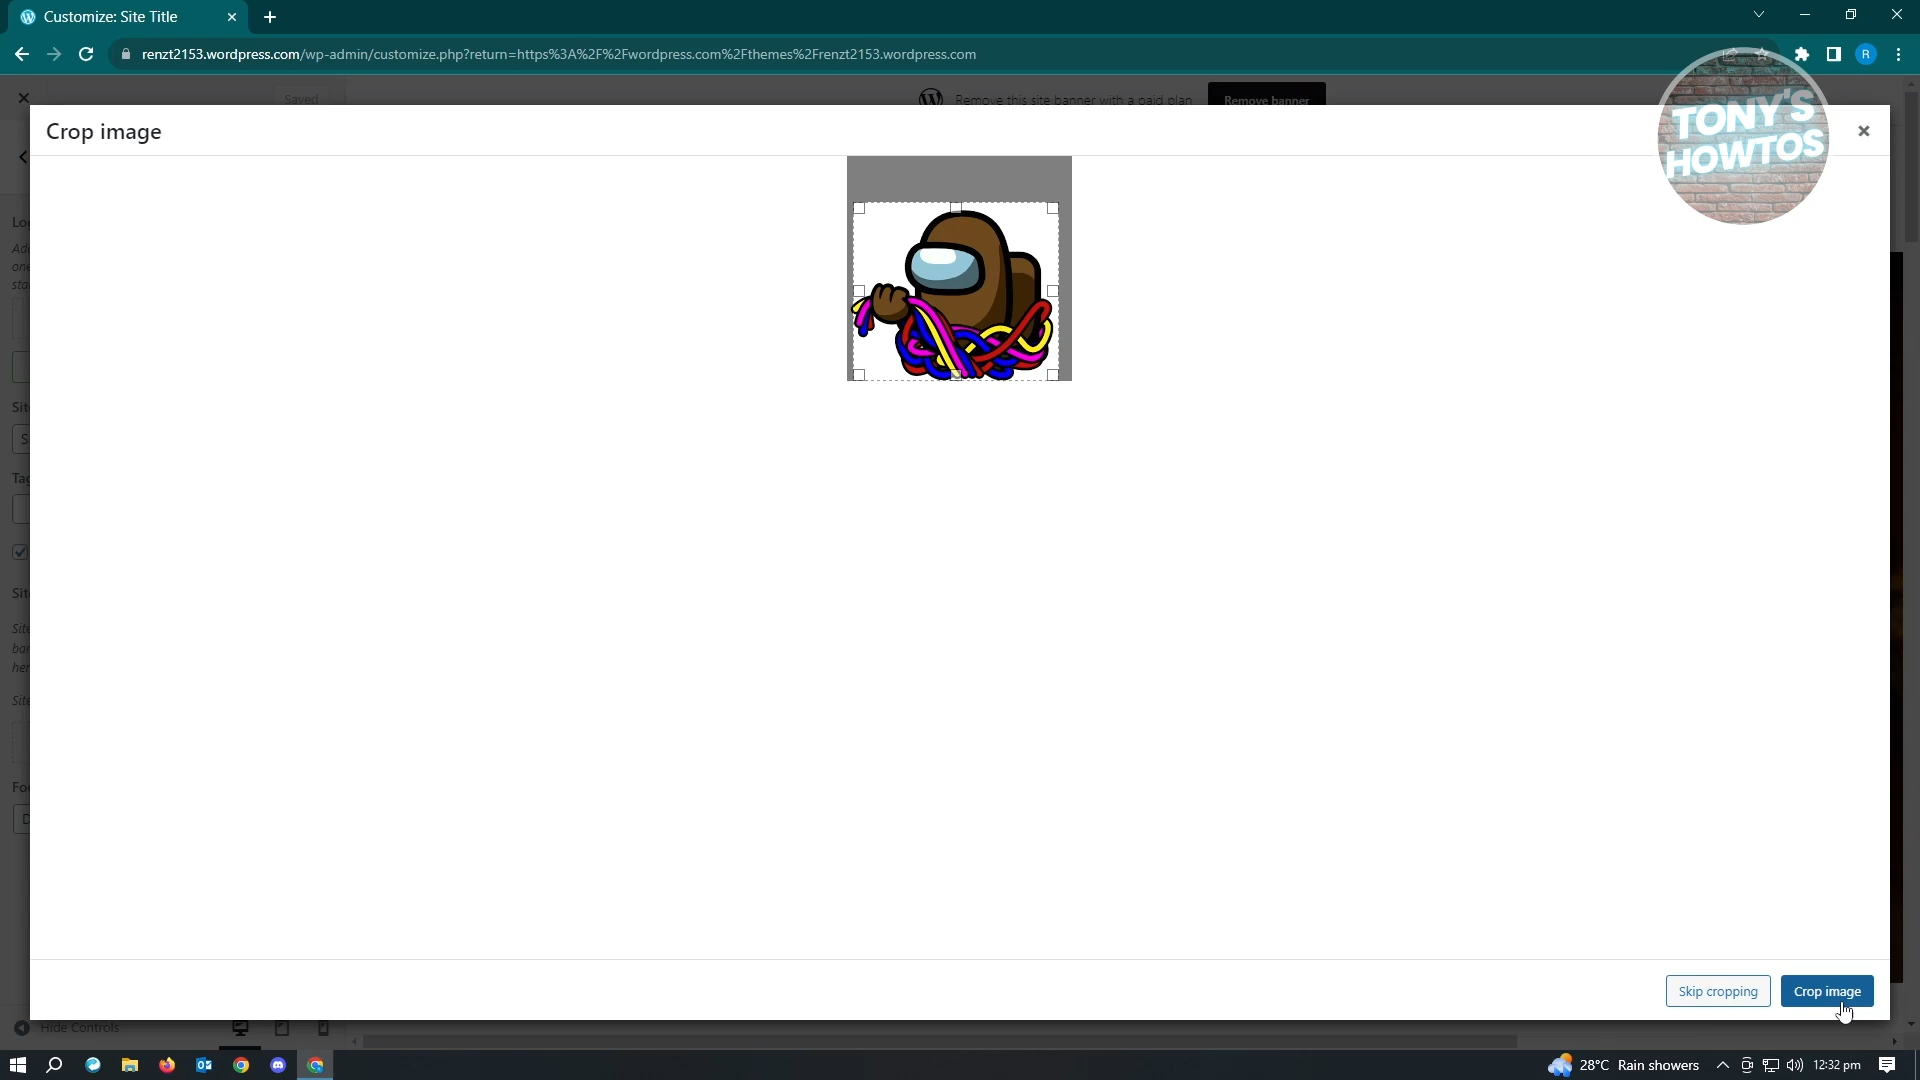 Customize: Site Title
renzt2153.wordpress.com/wp-admin/customize.php?return=https%3A%2F%2Fwordpress.com%2Fthemes%2Frenzt2153.wordpress.com
R
Saved
Remove this site banner with a paid plan
Remove banner
TONY'S
HOWTOS
Crop image
Skip cropping
Crop image
Hide Controls
28°C Rain showers
12:32 pm